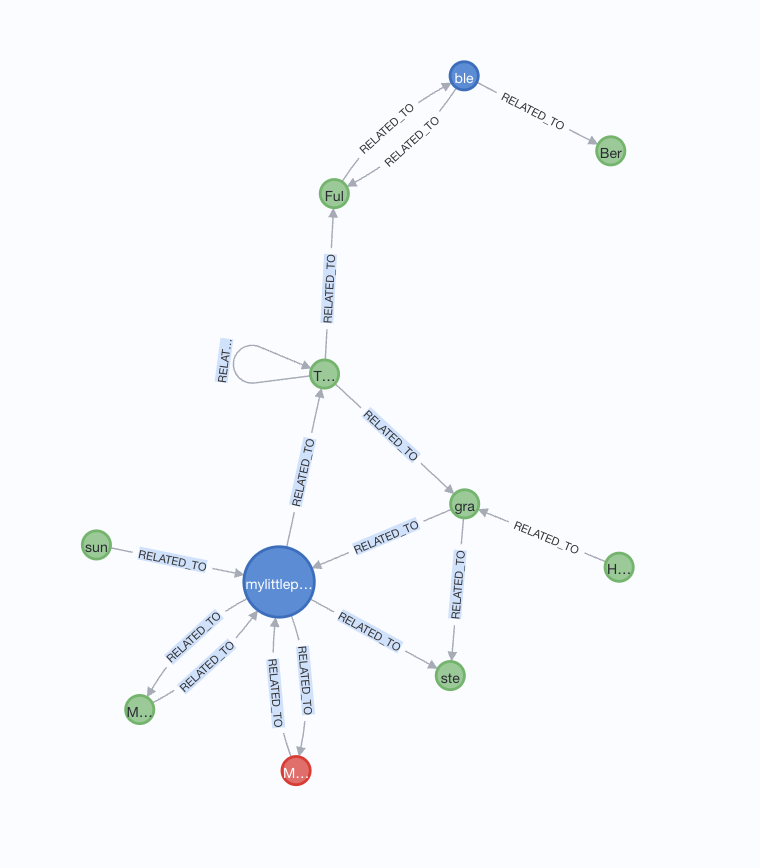 ble
RELATED_TO
RELATED_TO
RELATED_TO
Ber
Ful
RELATED_TO
RELAT...
T...
RELATED_TO
RELATED_TO
gra
RELATED_TO
RELATED_TO
H...
sun
RELATED_TO
mylittlep...
RELATED_TO
RELATED_TO
RELATED_TO
RELATED_TO
ste
RELATED_TO
RELATED_TO
M...
M...